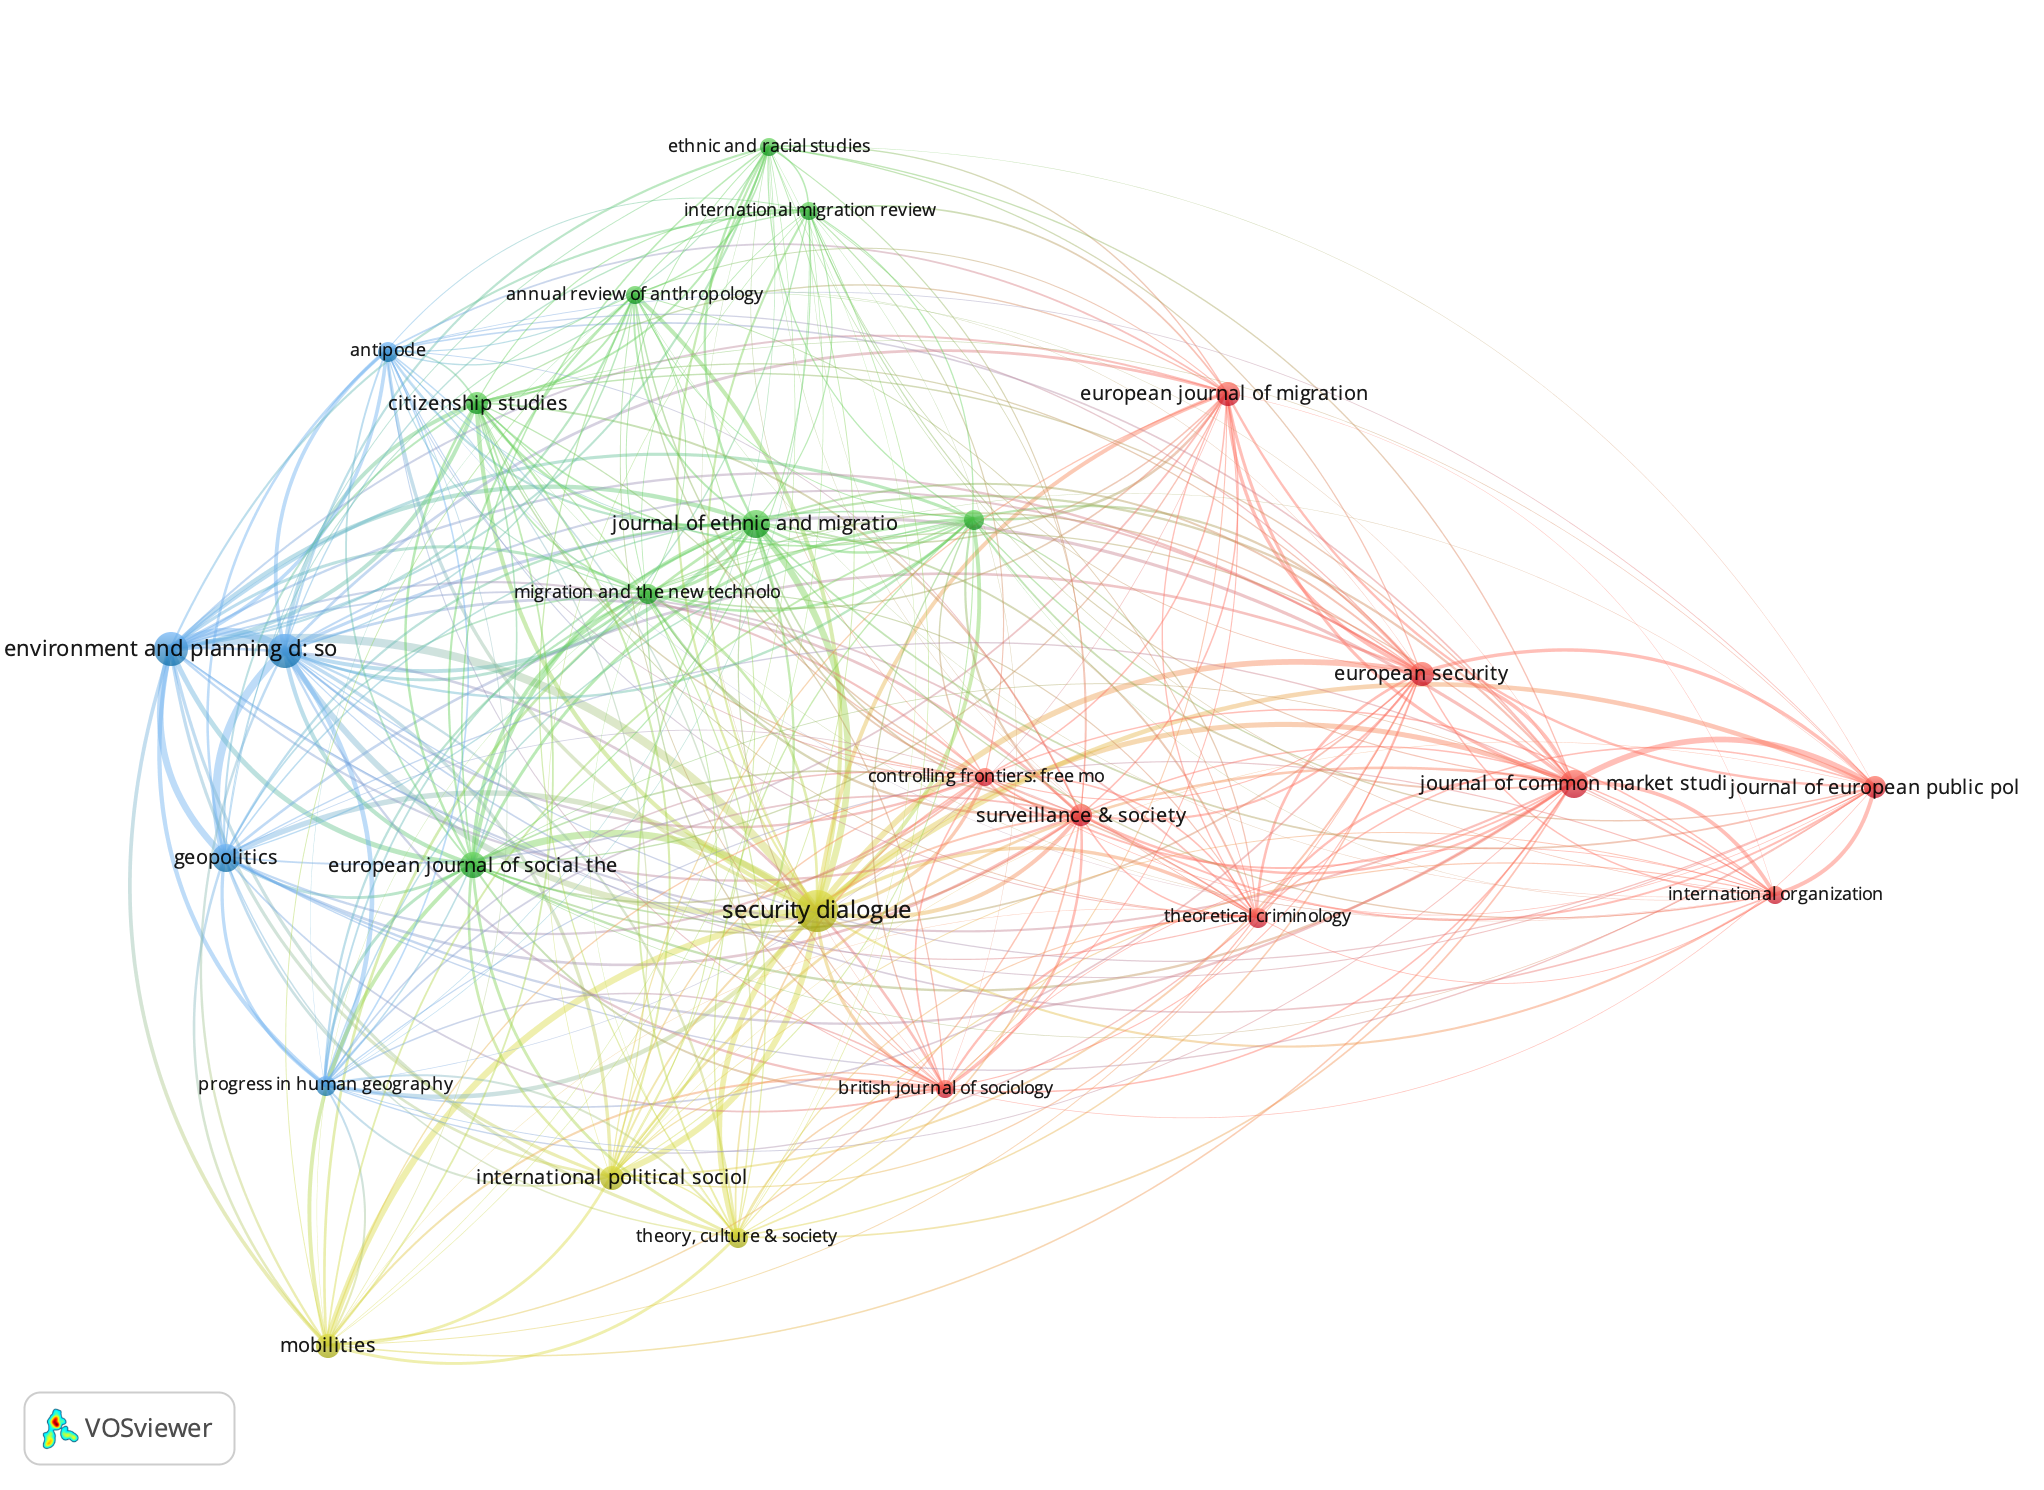 ethnic and racial studies
international migration review
annual review of anthropology
antipode
european journal of migration
citizenship studies
journal of ethnic and migratio
migration and the new technolo
environment and planning d: so
european security
controlling frontiers: free mo
journal of common market studi
journal of european public pol
surveillance & society
geopolitics
european journal of social the
international organization
security dialogue
theoretical criminology
progress in human geography
british journal of sociology
international political sociol
theory, culture & society
mobilities
VOSviewer